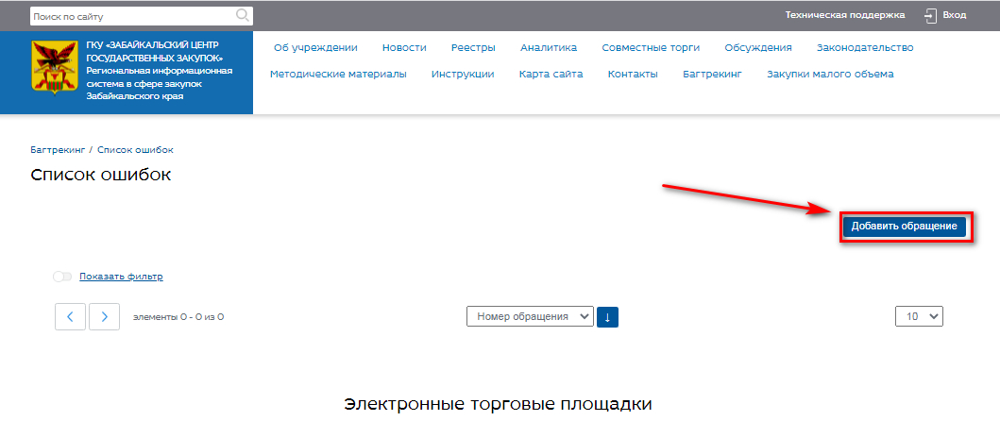 Поиск по сайту
Техническая поддержка
Вход
ГКУ «ЗАБАЙКАЛЬСКИЙ ЦЕНТР
ГОСУДАРСТВЕННЫХ ЗАКУПОК»
Региональная информационная
система в сфере закупок
Забайкальского края
Об учреждении Новости Реестры Аналитика Совместные торги Обсуждения Законодательство
Методические материалы Инструкции Карта сайта Контакты Багтрекинг Закупки малого объема
Багтрекинг / Список ошибок
Список ошибок
Добавить обращение
Показать фильтр
элементы 0 - 0 из 0
Номер обращения
↓
10
Электронные торговые площадки